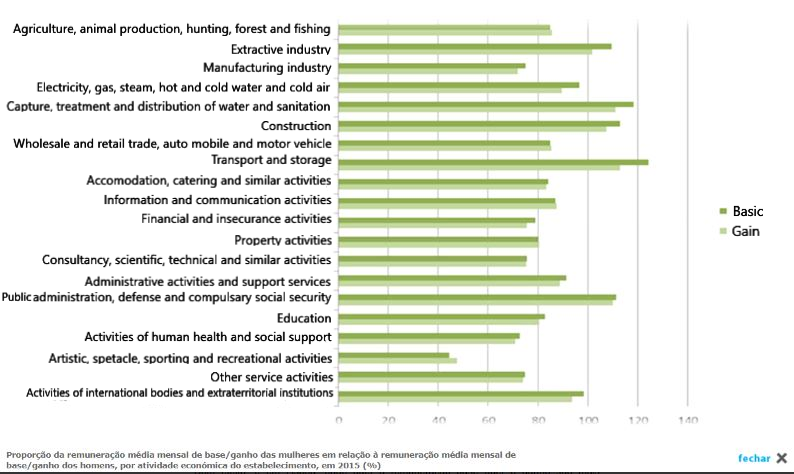 Agriculture, animal production, hunting, forest and fishing
Extractive industry
Manufacturing industry
Electricity, gas, steam, hot and cold water and cold air
Capture, treatment and distribution of water and sanitation
Construction
Wholesale and retail trade, auto mobile and motor vehicle
Transport and storage
Accomodation, catering and similar activities
Information and communication activities
Financial and insecurance activities
Property activities
Consultancy, scientific, technical and similar activities
Administrative activities and support services
Public administration, defense and compulsary social security
Education
Activities of human health and social support
Artistic, spetacle, sporting and recreational activities
Other service activities
Activities of international bodies and extraterritorial institutions
Basic
Gain
0 20 40 60 80 100 120 140
Proporção da remuneração média mensal de base/ganho das mulheres em relação à remuneração média mensal de
base/ganho dos homens, por atividade económica do estabelecimento, em 2015 (%)
fechar X